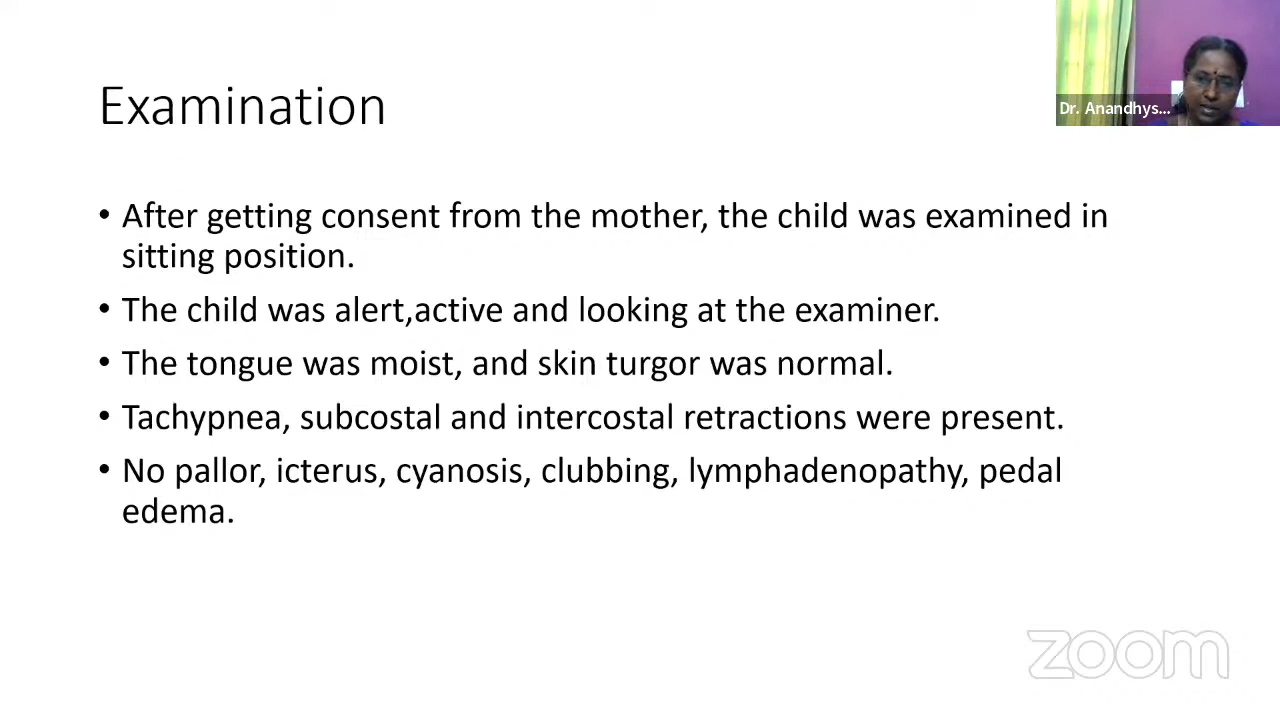 Examination
Dr. Anandhys...
• After getting consent from the mother, the child was examined in
sitting position.
• The child was alert,active and looking at the examiner.
• The tongue was moist, and skin turgor was normal.
• Tachypnea, subcostal and intercostal retractions were present.
• No pallor, icterus, cyanosis, clubbing, lymphadenopathy, pedal
edema.
zoom